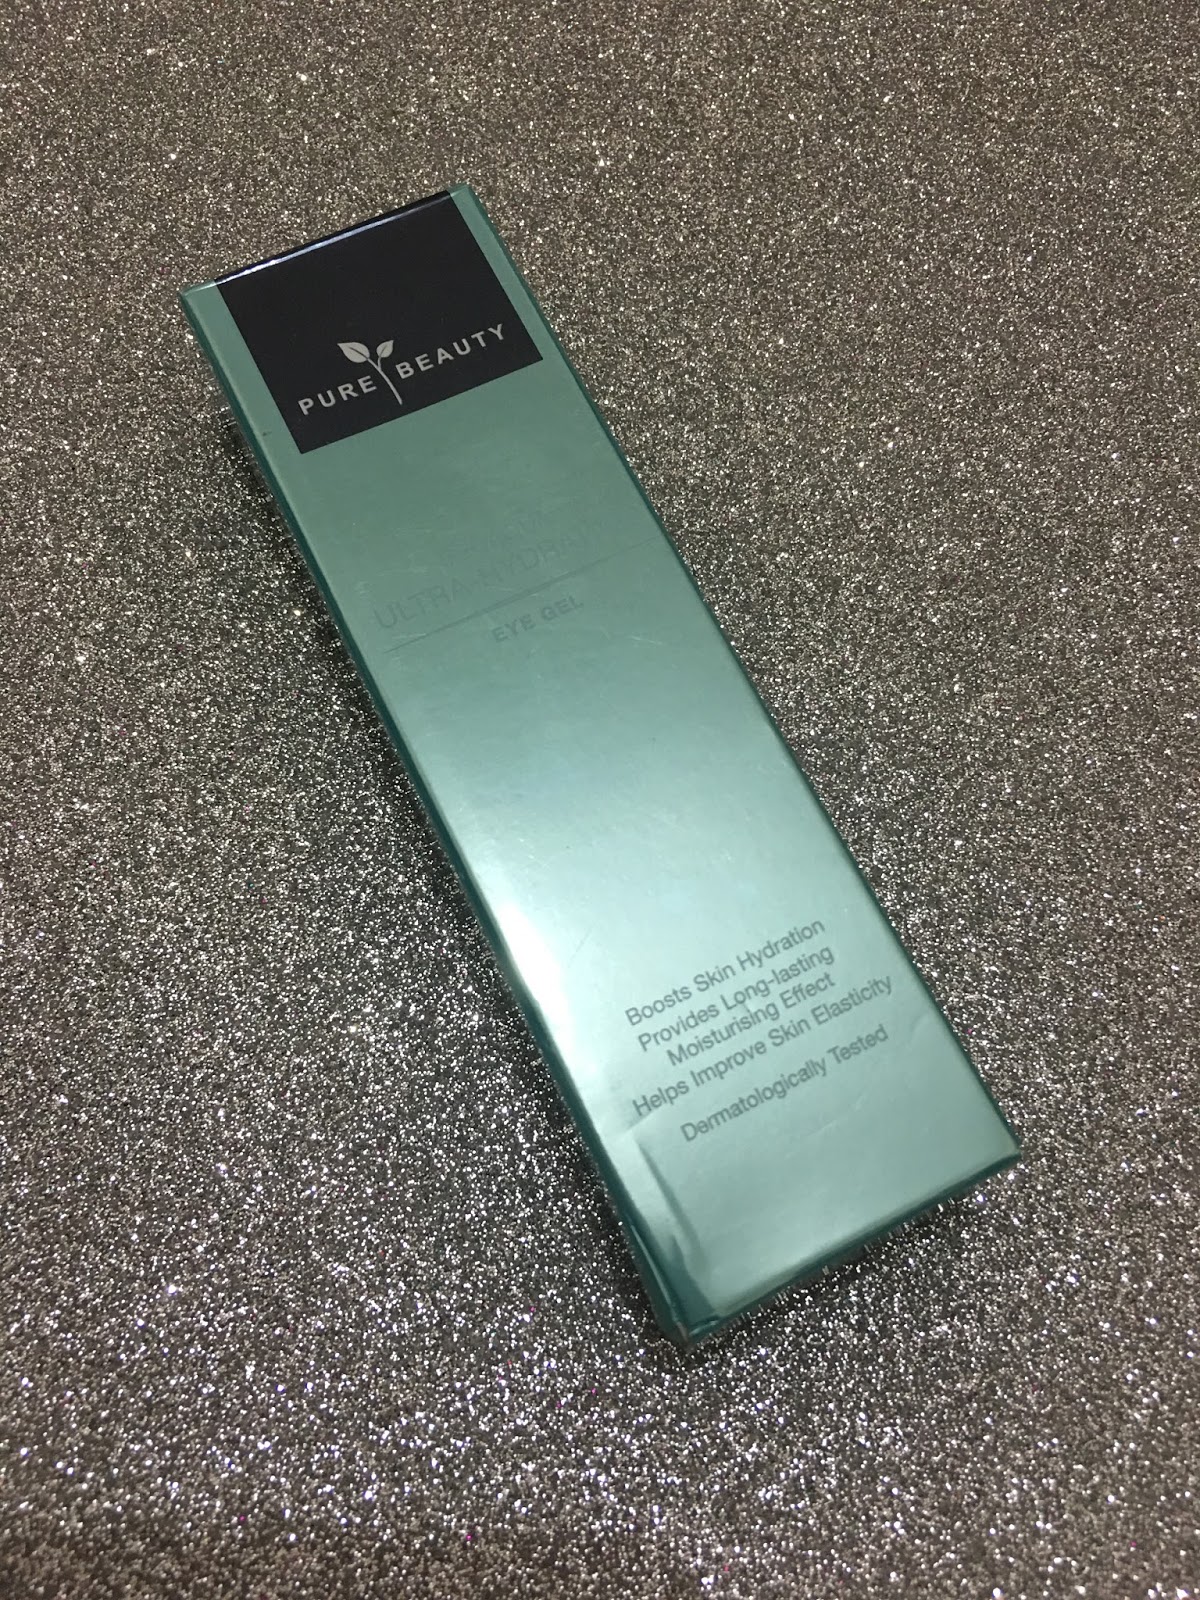 PURE BEAUTY
ULTRA-HYDRATE
EYE GEL
Boosts Skin Hydration
Provides Long-lasting
Moisturising Effect
Helps Improve Skin Elasticity
Dermatologically Tested